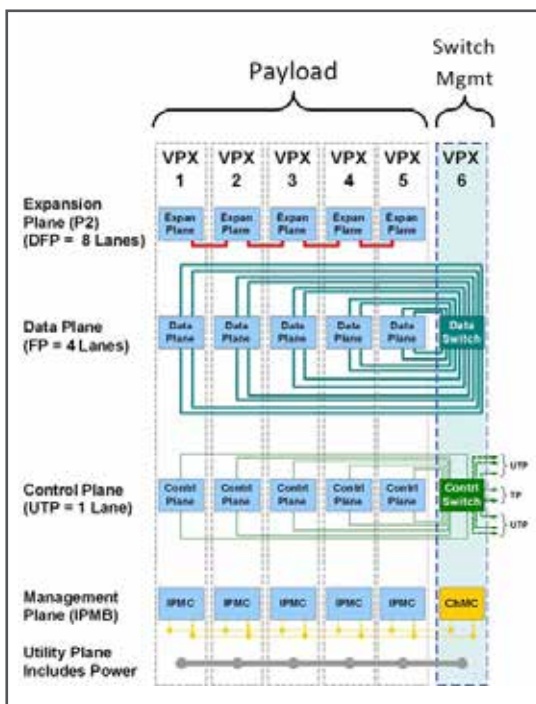 Payload
Switch
Mgmt
VPX
1
VPX
2
VPX
3
VPX
4
VPX
5
VPX
6
Expansion
Plane (P2)
(DFP = 8 Lanes)
Expan
Plane
Expan
Plane
Expan
Plane
Expan
Plane
Expan
Plane
Data Plane
(FP = 4 Lanes)
Data
Plane
Data
Plane
Data
Plane
Data
Plane
Data
Plane
Data
Switch
Control Plane
(UTP = 1 Lane)
Contrl
Plane
Contrl
Plane
Contrl
Plane
Contrl
Plane
Contrl
Plane
Contrl
Switch
UTP
TP
UTP
Management
Plane (IPMB)
IPMC
IPMC
IPMC
IPMC
IPMC
ChMC
Utility Plane
Includes Power